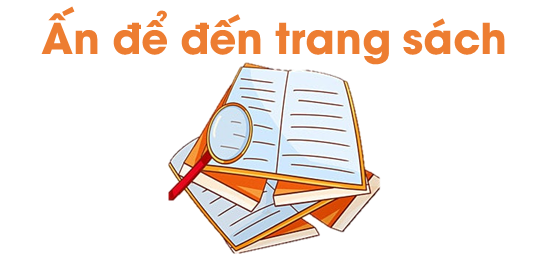 Ấn để đến trang sách